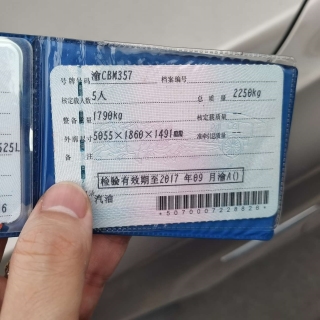 号牌号码 渝CBM357 档案编号
核定载人数 5人 总质量 2250kg
整备质量 1790kg 核定载质量 --
外廓尺寸 5055×1860×1491mm 准牵引总质量 --
备注
检验有效期至2017年09月渝A()
汽油
*5070007228626*